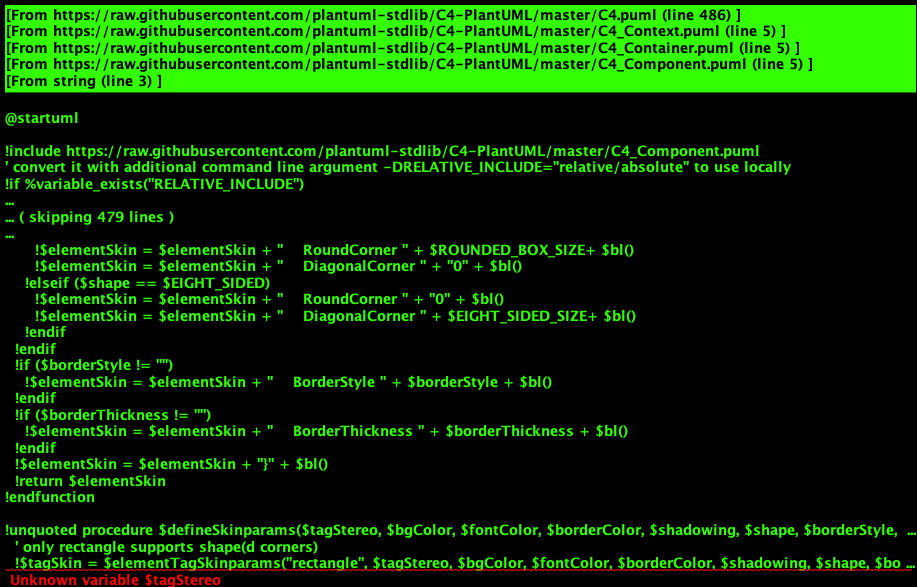 [From https://raw.githubusercontent.com/plantuml-stdlib/C4-PlantUML/master/C4.puml (line 486) ]
[From https://raw.githubusercontent.com/plantuml-stdlib/C4-PlantUML/master/C4_Context.puml (line 5) ]
[From https://raw.githubusercontent.com/plantuml-stdlib/C4-PlantUML/master/C4_Container.puml (line 5) ]
[From https://raw.githubusercontent.com/plantuml-stdlib/C4-PlantUML/master/C4_Component.puml (line 5) ]
[From string (line 3) ]
@startuml
!include https://raw.githubusercontent.com/plantuml-stdlib/C4-PlantUML/master/C4_Component.puml
' convert it with additional command line argument -DRELATIVE_INCLUDE="relative/absolute" to use locally
!if %variable_exists("RELATIVE_INCLUDE")
...
... ( skipping 479 lines )
...
!$elementSkin = $elementSkin + "    RoundCorner " + $ROUNDED_BOX_SIZE+ $bl()
!$elementSkin = $elementSkin + "    DiagonalCorner " + "0" + $bl()
!elseif ($shape == $EIGHT_SIDED)
!$elementSkin = $elementSkin + "    RoundCorner " + "0" + $bl()
!$elementSkin = $elementSkin + "    DiagonalCorner " + $EIGHT_SIDED_SIZE+ $bl()
!endif
!endif
!if ($borderStyle != "")
!$elementSkin = $elementSkin + "    BorderStyle " + $borderStyle + $bl()
!endif
!if ($borderThickness != "")
!$elementSkin = $elementSkin + "    BorderThickness " + $borderThickness + $bl()
!endif
!$elementSkin = $elementSkin + "}" + $bl()
!return $elementSkin
!endfunction
!unquoted procedure $defineSkinparams($tagStereo, $bgColor, $fontColor, $borderColor, $shadowing, $shape, $borderStyle, ...
' only rectangle supports shape(d corners)
!$tagSkin = $elementTagSkinparams("rectangle", $tagStereo, $bgColor, $fontColor, $borderColor, $shadowing, $shape, $bo ...
Unknown variable $tagStereo